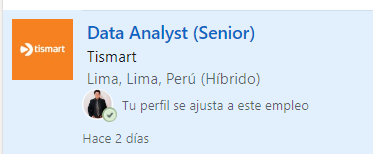 tismart
Data Analyst (Senior)
Tismart
Lima, Lima, Perú (Híbrido)
Tu perfil se ajusta a este empleo
Hace 2 días